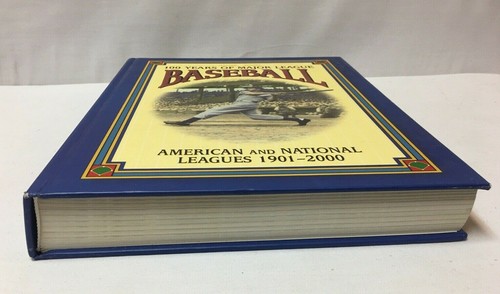 100 YEARS OF MAJOR LEAGUE
BASEBALL
AMERICAN AND NATIONAL
LEAGUES 1901–2000